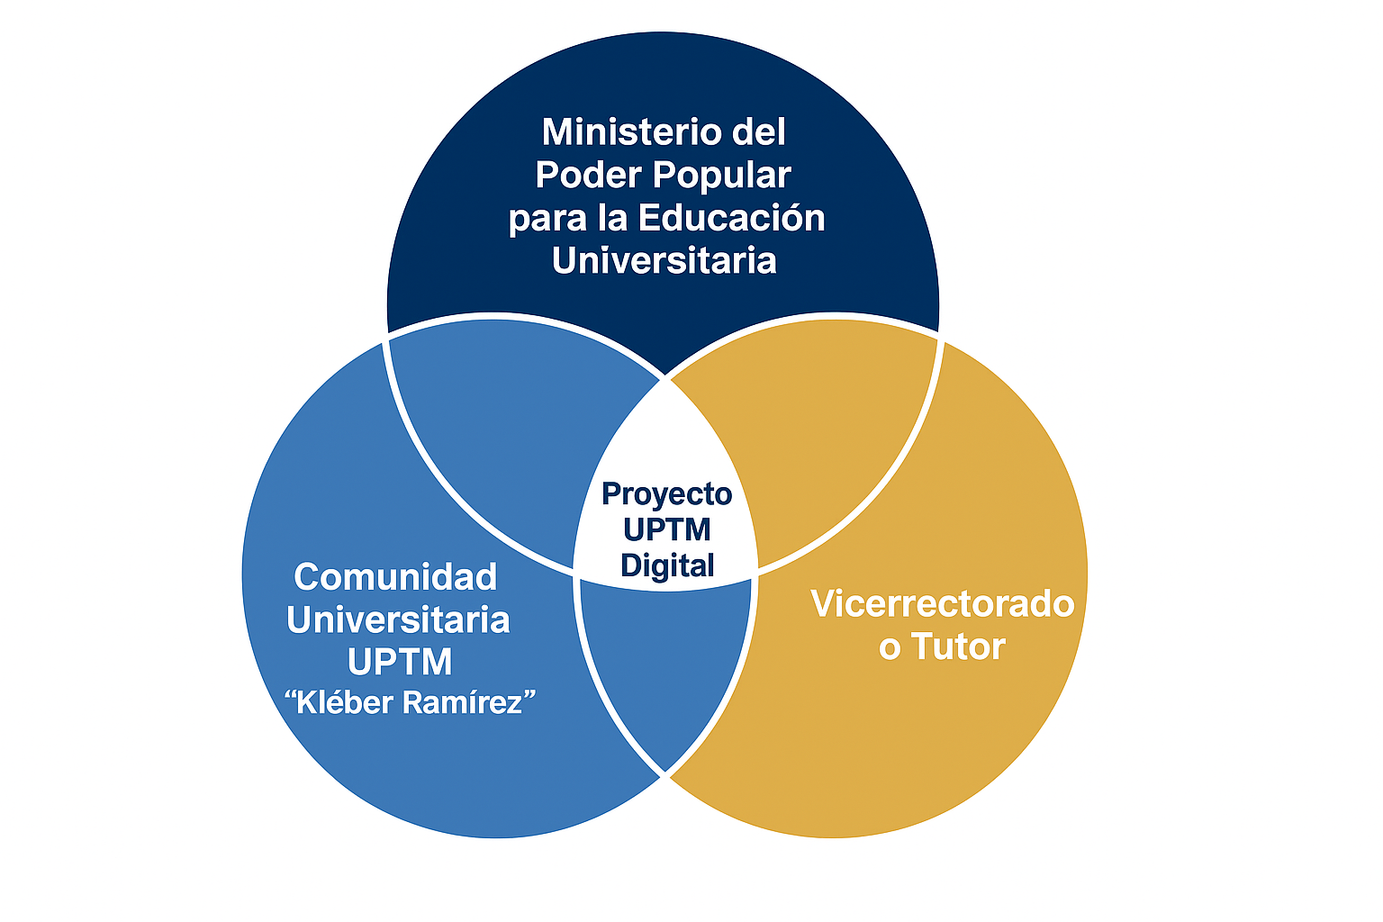 Ministerio del
Poder Popular
para la Educación
Universitaria
Proyecto
UPTM
Digital
Comunidad
Universitaria
UPTM
“Kléber Ramírez”
Vicerrectorado
o Tutor